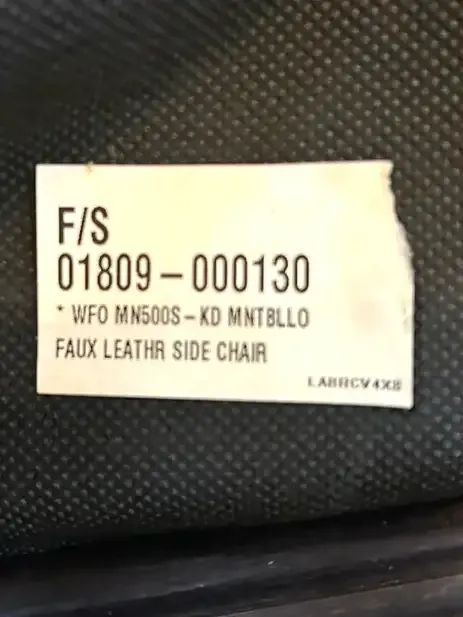 F/S
01809-000130
* WFO MN500S-KD MNTBLLO
FAUX LEATHR SIDE CHAIR
LABRCV4X8